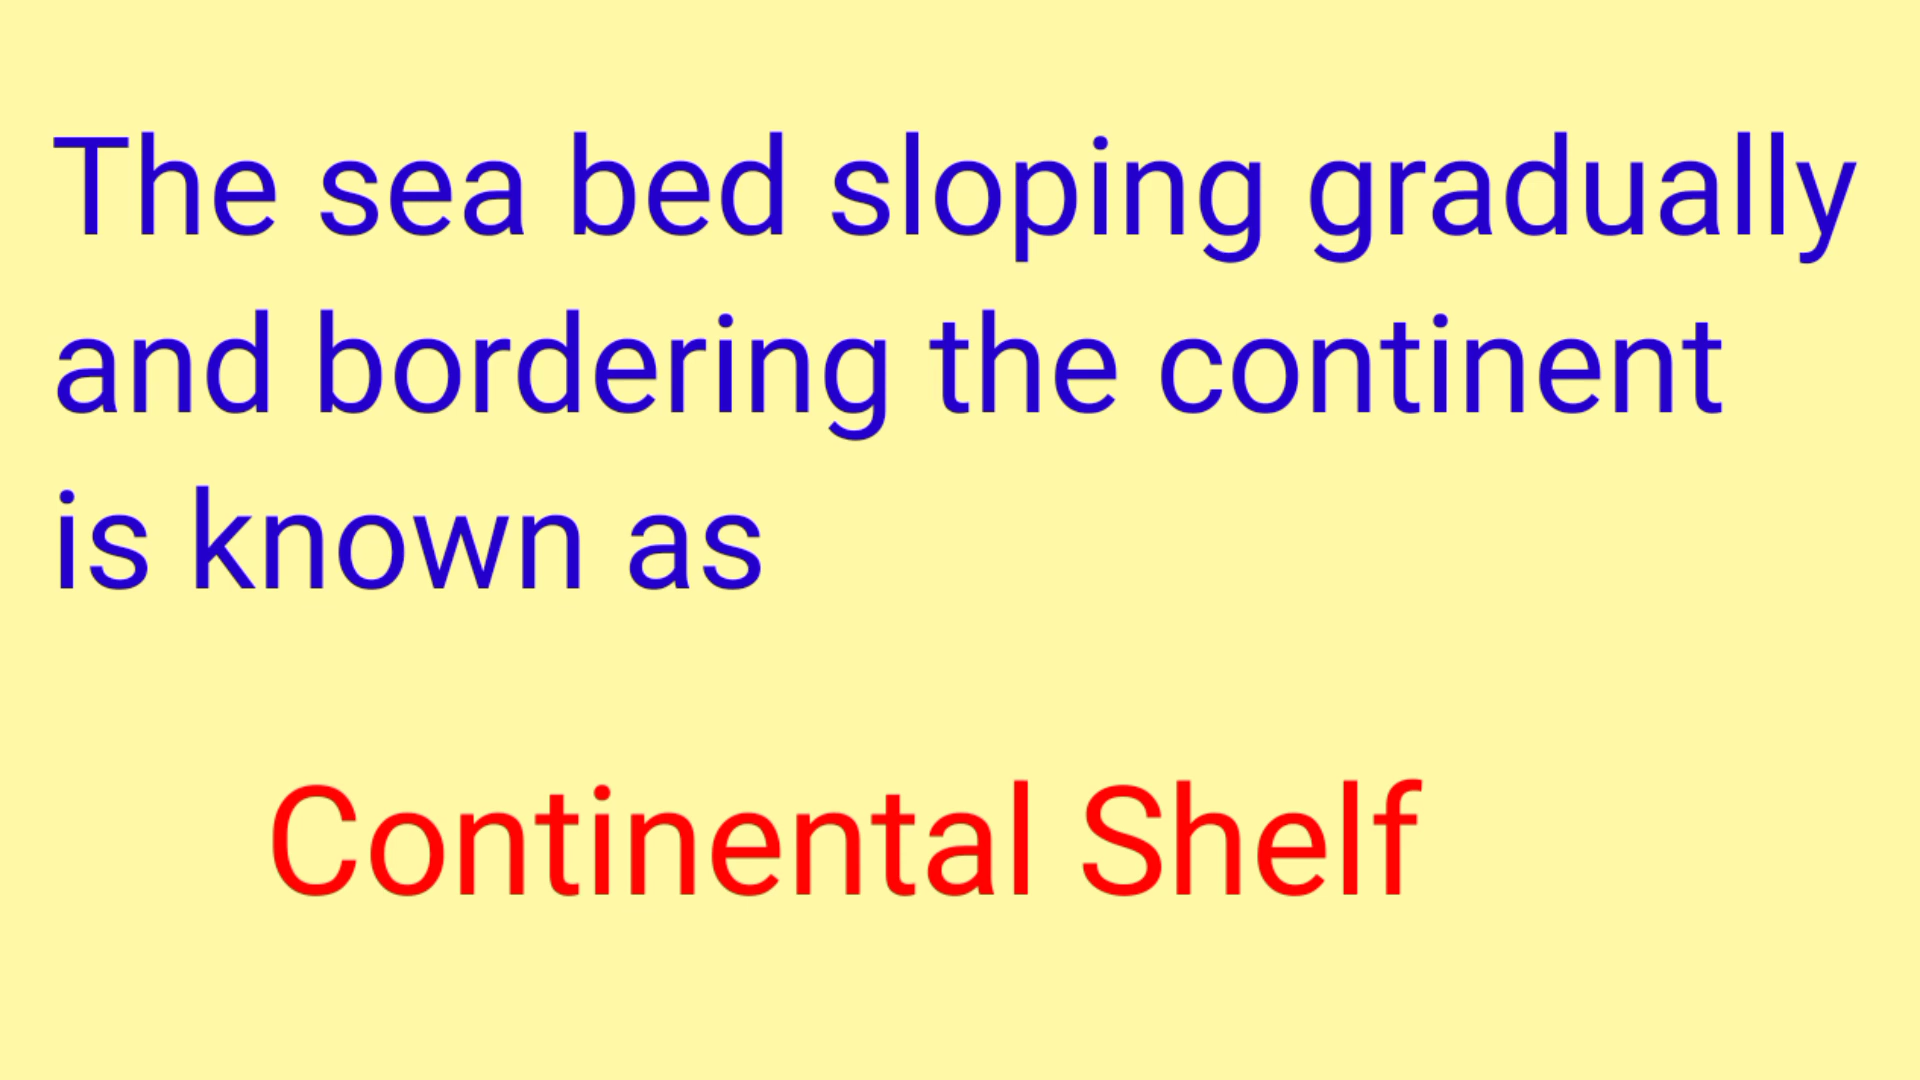 The sea bed sloping gradually
and bordering the continent
is known as
Continental Shelf